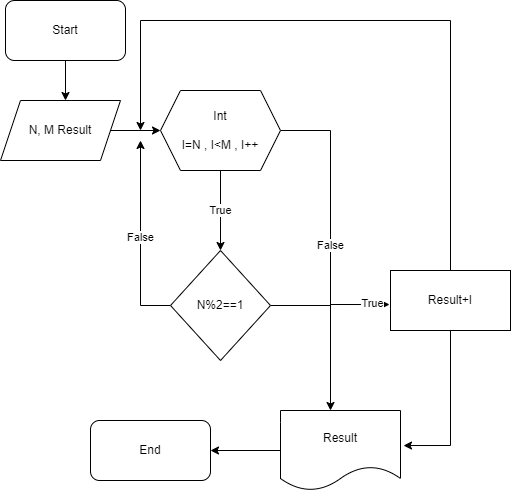 Start
N, M Result
Int
I=N , I<M , I++
True
False
False
N%2==1
True
Result+I
Result
End